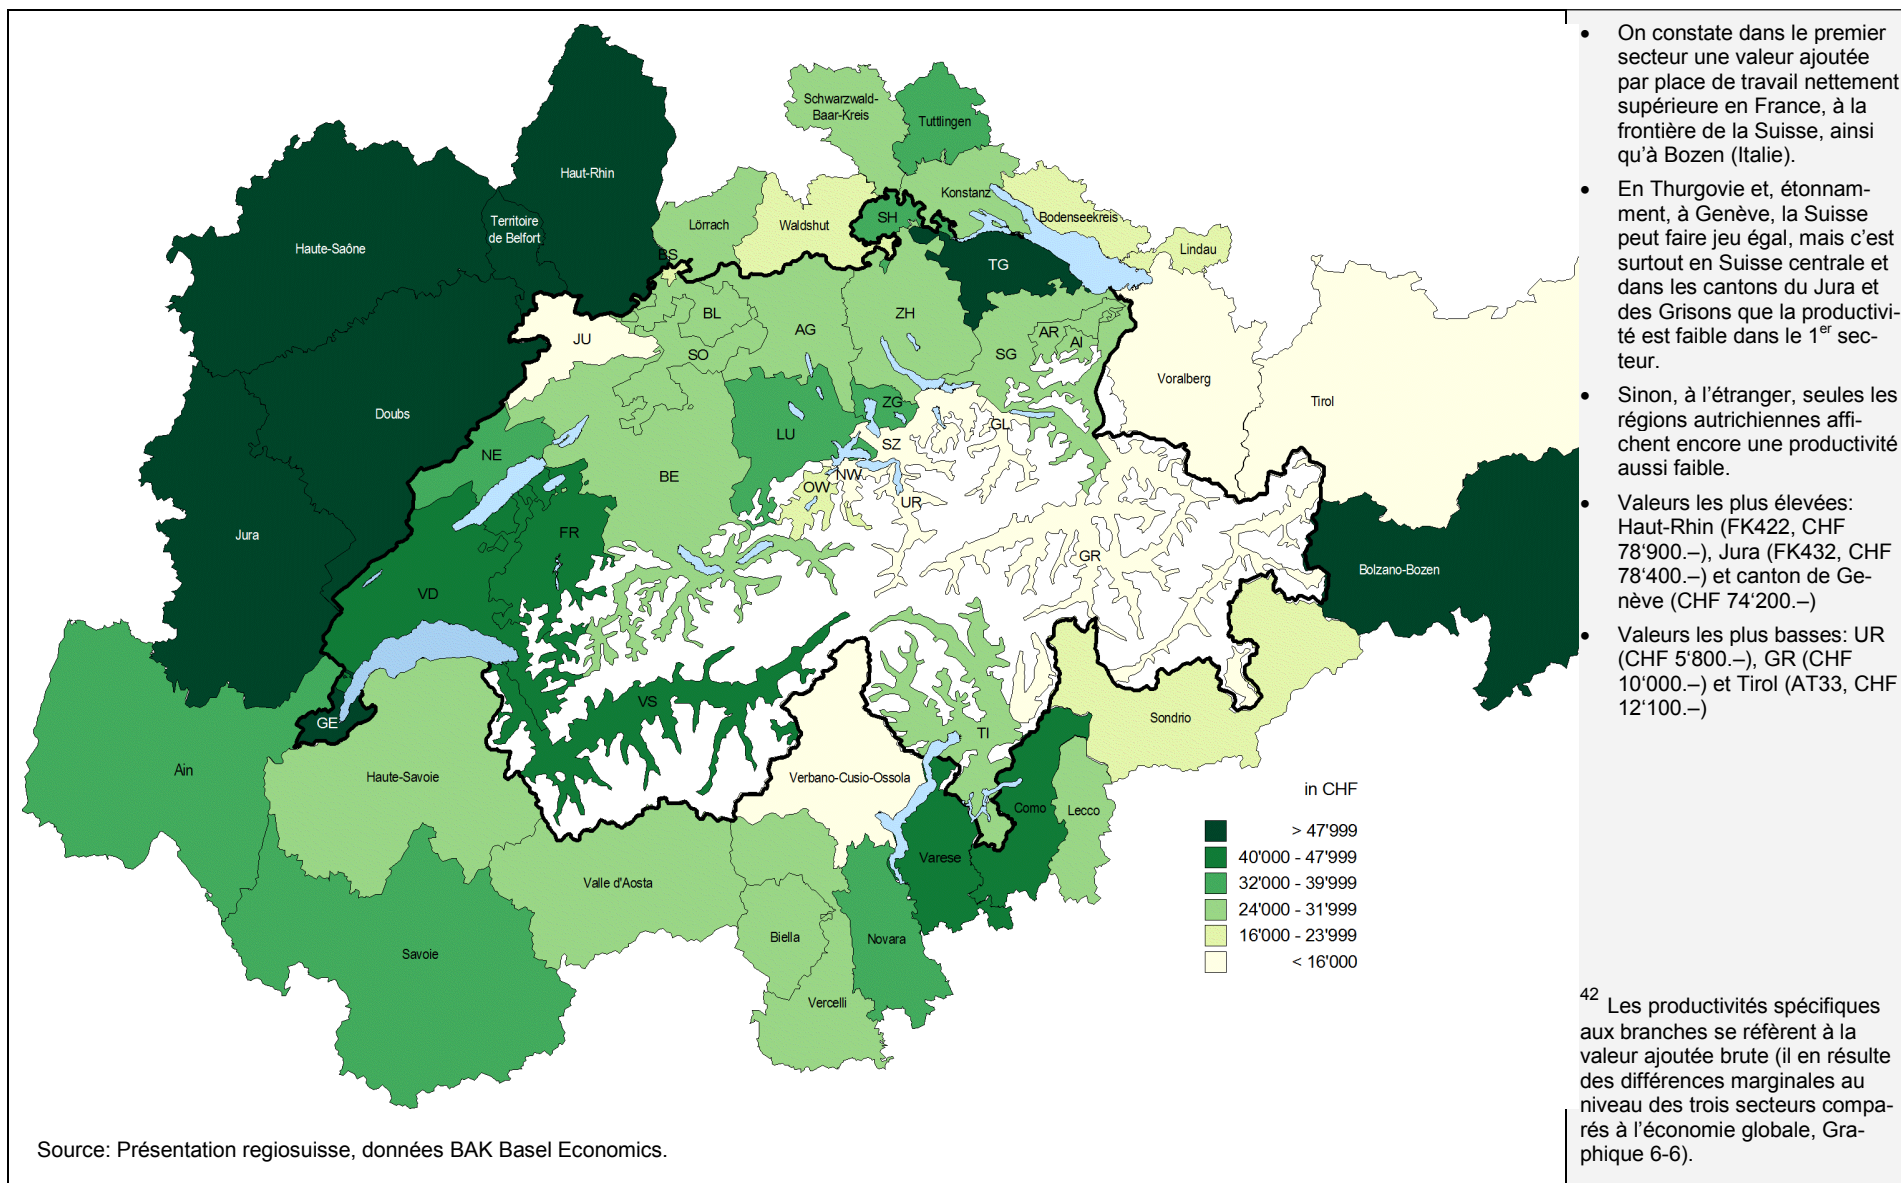 Schwarzwald-
Baar-Kreis
Tuttlingen
Haut-Rhin
Konstanz
Territoire
de Belfort
Haute-Saône
Lörrach
Waldshut
SH
Bodenseekreis
Lindau
BS
TG
JU
BL
AG
ZH
AR
AI
SO
SG
Voralberg
Tirol
Doubs
ZG
LU
GL
SZ
NE
BE
NW
OW
UR
Jura
FR
GR
Bolzano-Bozen
VD
VS
GE
TI
Sondrio
Ain
Haute-Savoie
Verbano-Cusio-Ossola
Como
Lecco
Varese
Valle d'Aosta
Biella
Novara
Savoie
Vercelli
in CHF
> 47'999
40'000 - 47'999
32'000 - 39'999
24'000 - 31'999
16'000 - 23'999
< 16'000
Source: Présentation regiosuisse, données BAK Basel Economics.
• On constate dans le premier
secteur une valeur ajoutée
par place de travail nettement
supérieure en France, à la
frontière de la Suisse, ainsi
qu'à Bozen (Italie).
• En Thurgovie et, étonnam-
ment, à Genève, la Suisse
peut faire jeu égal, mais c'est
surtout en Suisse centrale et
dans les cantons du Jura et
des Grisons que la productivi-
té est faible dans le 1er sec-
teur.
• Sinon, à l'étranger, seules les
régions autrichiennes affi-
chent encore une productivité
aussi faible.
• Valeurs les plus élevées:
Haut-Rhin (FK422, CHF
78'900.–), Jura (FK432, CHF
78'400.–) et canton de Ge-
nève (CHF 74'200.–)
• Valeurs les plus basses: UR
(CHF 5'800.–), GR (CHF
10'000.–) et Tirol (AT33, CHF
12'100.–)
42 Les productivités spécifiques
aux branches se réfèrent à la
valeur ajoutée brute (il en résulte
des différences marginales au
niveau des trois secteurs compa-
rés à l'économie globale, Gra-
phique 6-6).